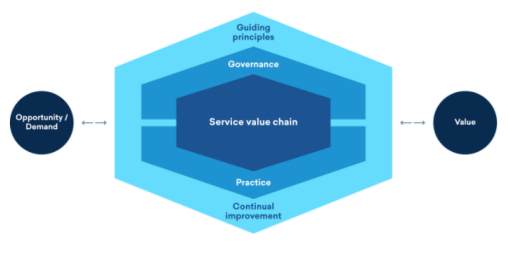 Guiding
principles
Governance
Opportunity /
Demand
Service value chain
Value
Practice
Continual
improvement